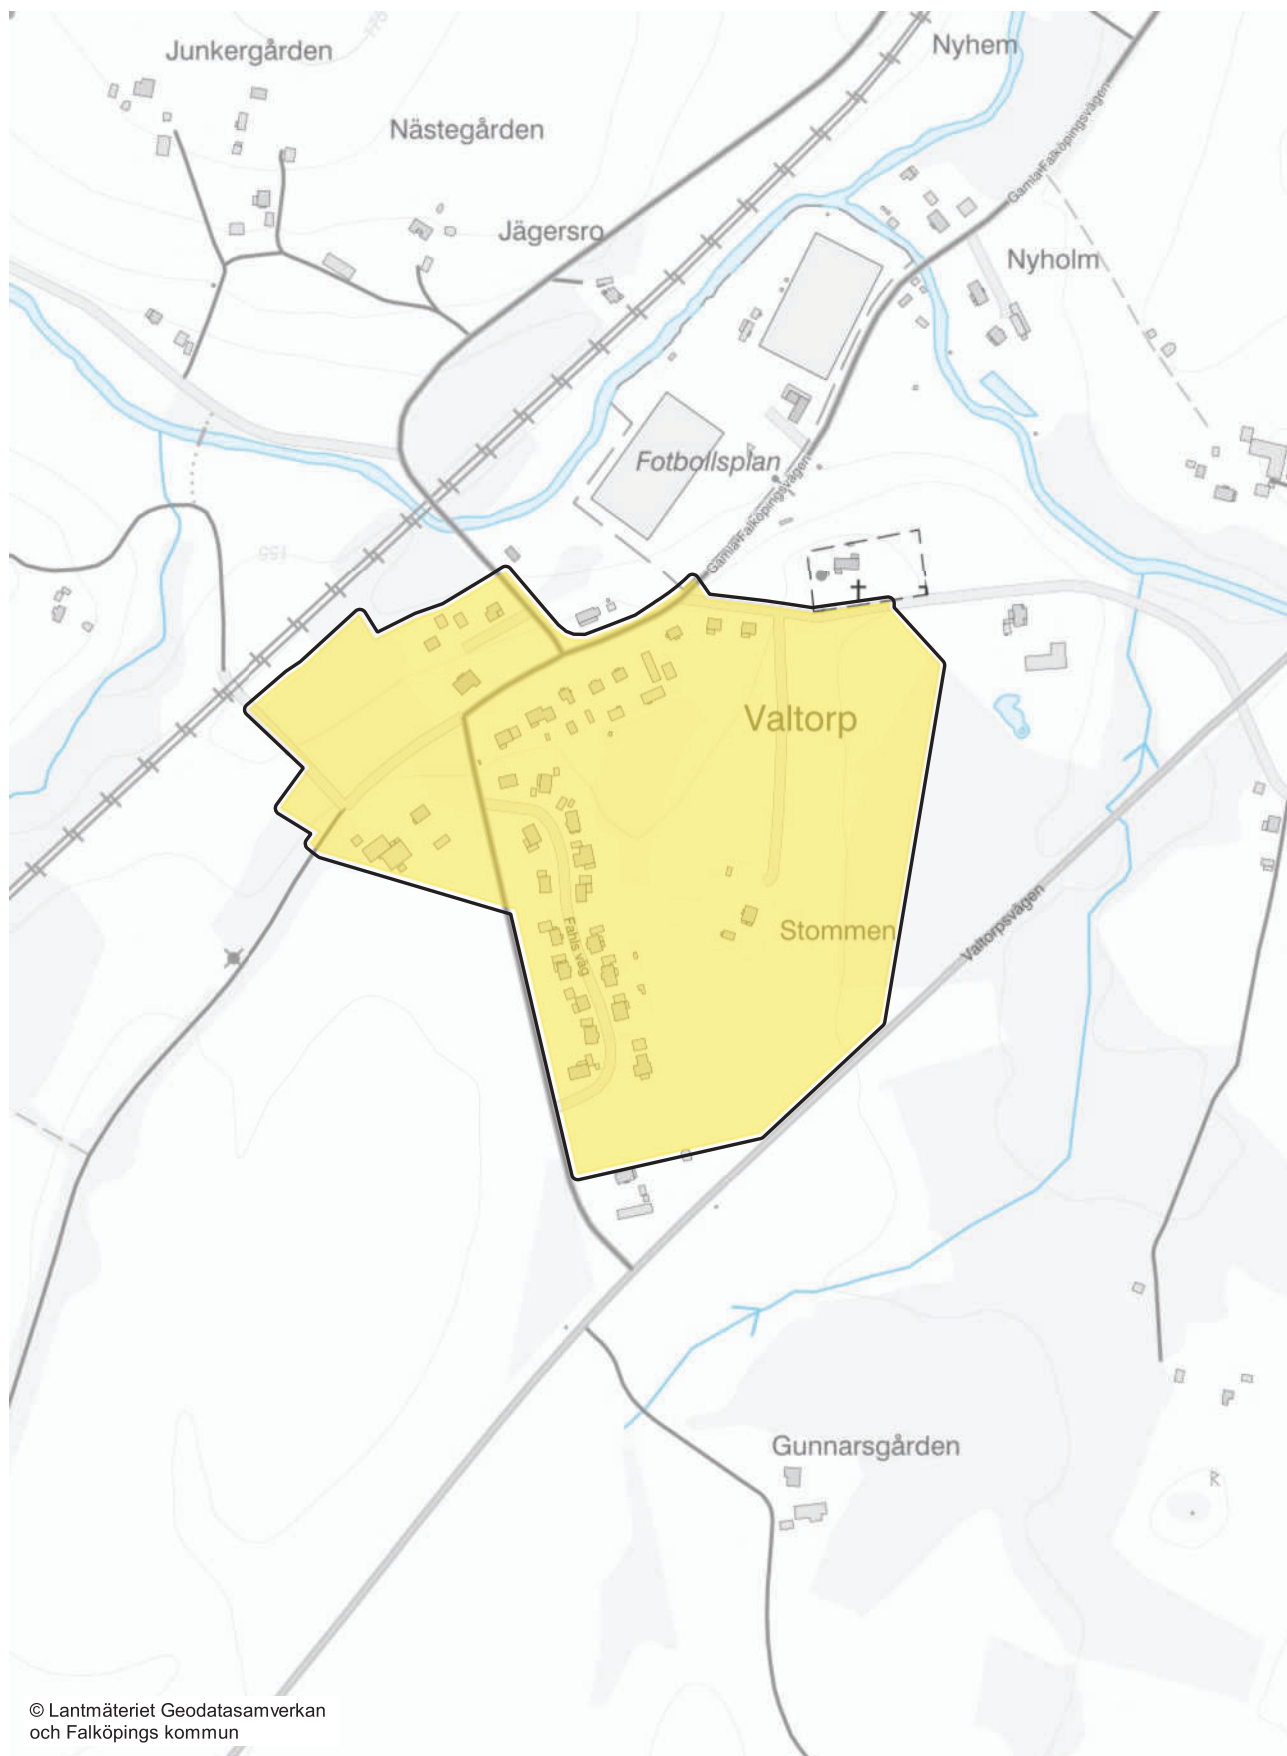 Junkergården
Nyhem
Nästegården
Gamla Falköpingsvägen
Jägersro
Nyholm
Fotbollsplan
Gamla Falköpingsvägen
155
Valtorp
Stommen
Fahls väg
Valtorpsvägen
Gunnarsgården
R
© Lantmäteriet Geodatasamverkan
och Falköpings kommun